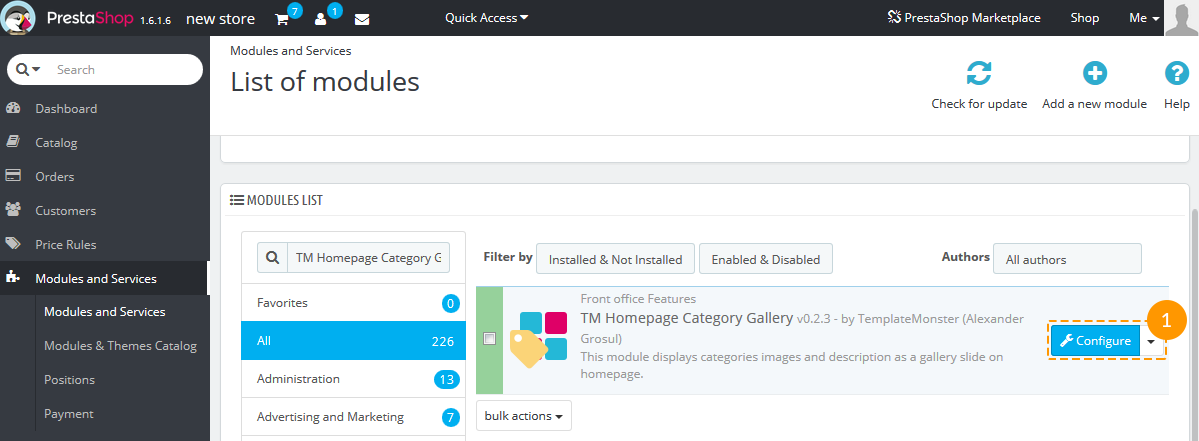 PrestaShop 1.6.1.6 new store 7 1 Quick Access PrestaShop Marketplace Shop Me
Search
Dashboard
Catalog
Orders
Customers
Price Rules
Modules and Services
Modules and Services
Modules & Themes Catalog
Positions
Payment
Modules and Services
List of modules
Check for update Add a new module Help
MODULES LIST
TM Homepage Category G
Favorites 0
All 226
Administration 13
Advertising and Marketing 7
Filter by Installed & Not Installed Enabled & Disabled Authors All authors
Front office Features
TM Homepage Category Gallery v0.2.3 - by TemplateMonster (Alexander
Grosul)
This module displays categories images and description as a gallery slide on
homepage.
Configure
1
bulk actions